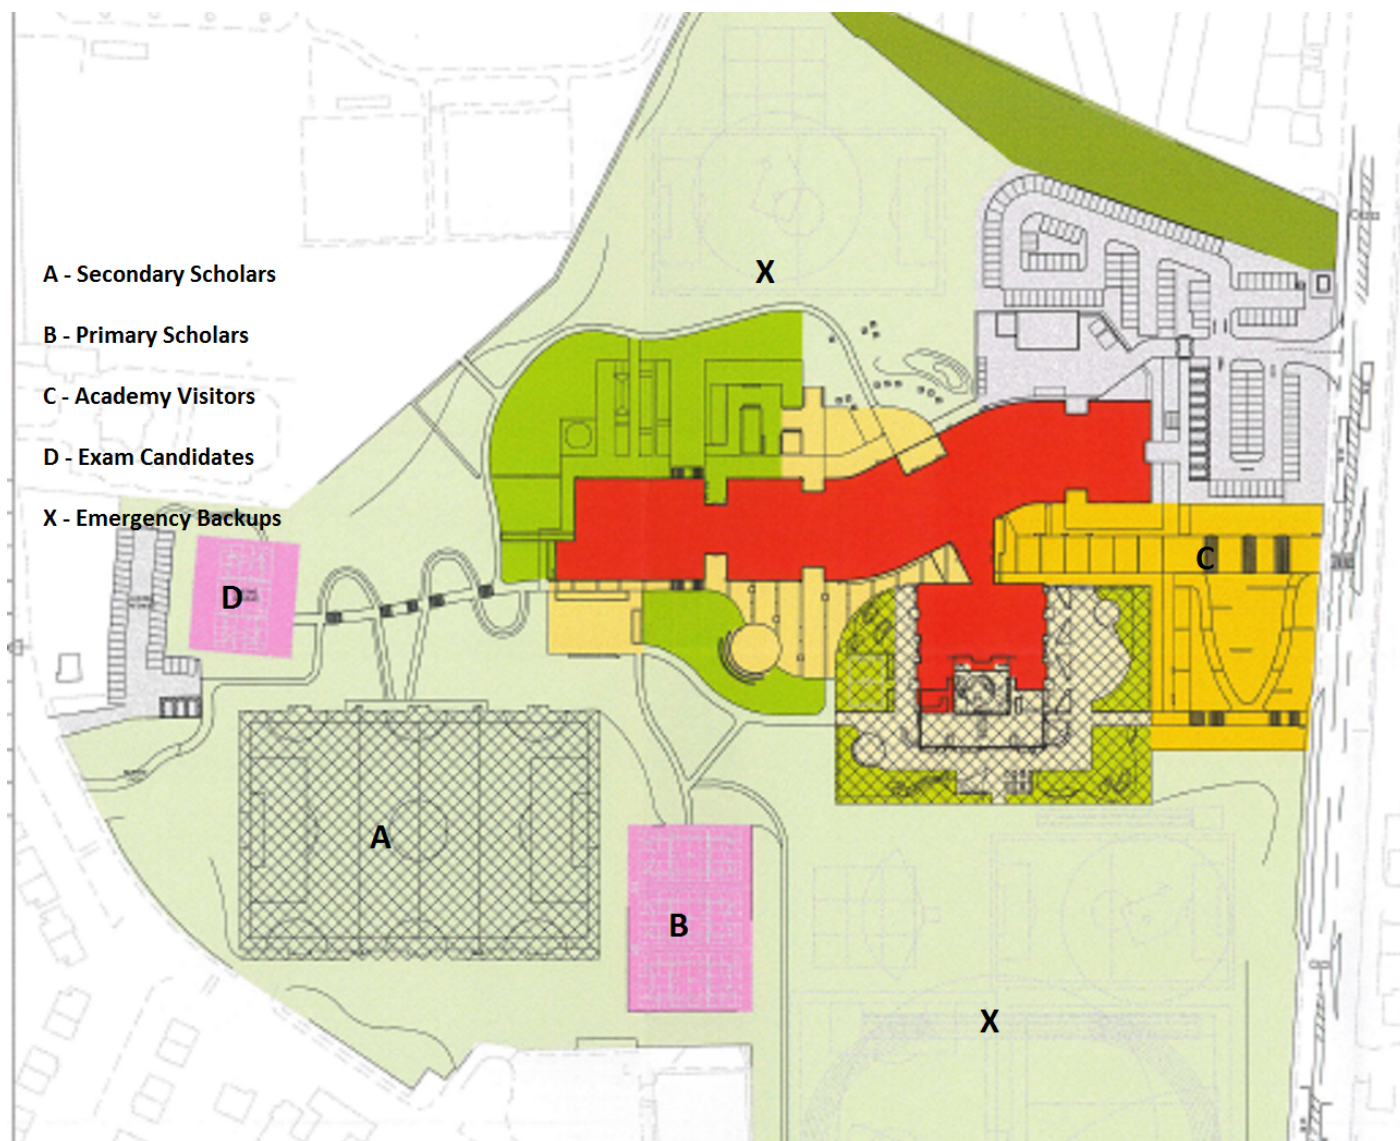 A - Secondary Scholars
B - Primary Scholars
C - Academy Visitors
D - Exam Candidates
X - Emergency Backups
X
C
D
A
B
X